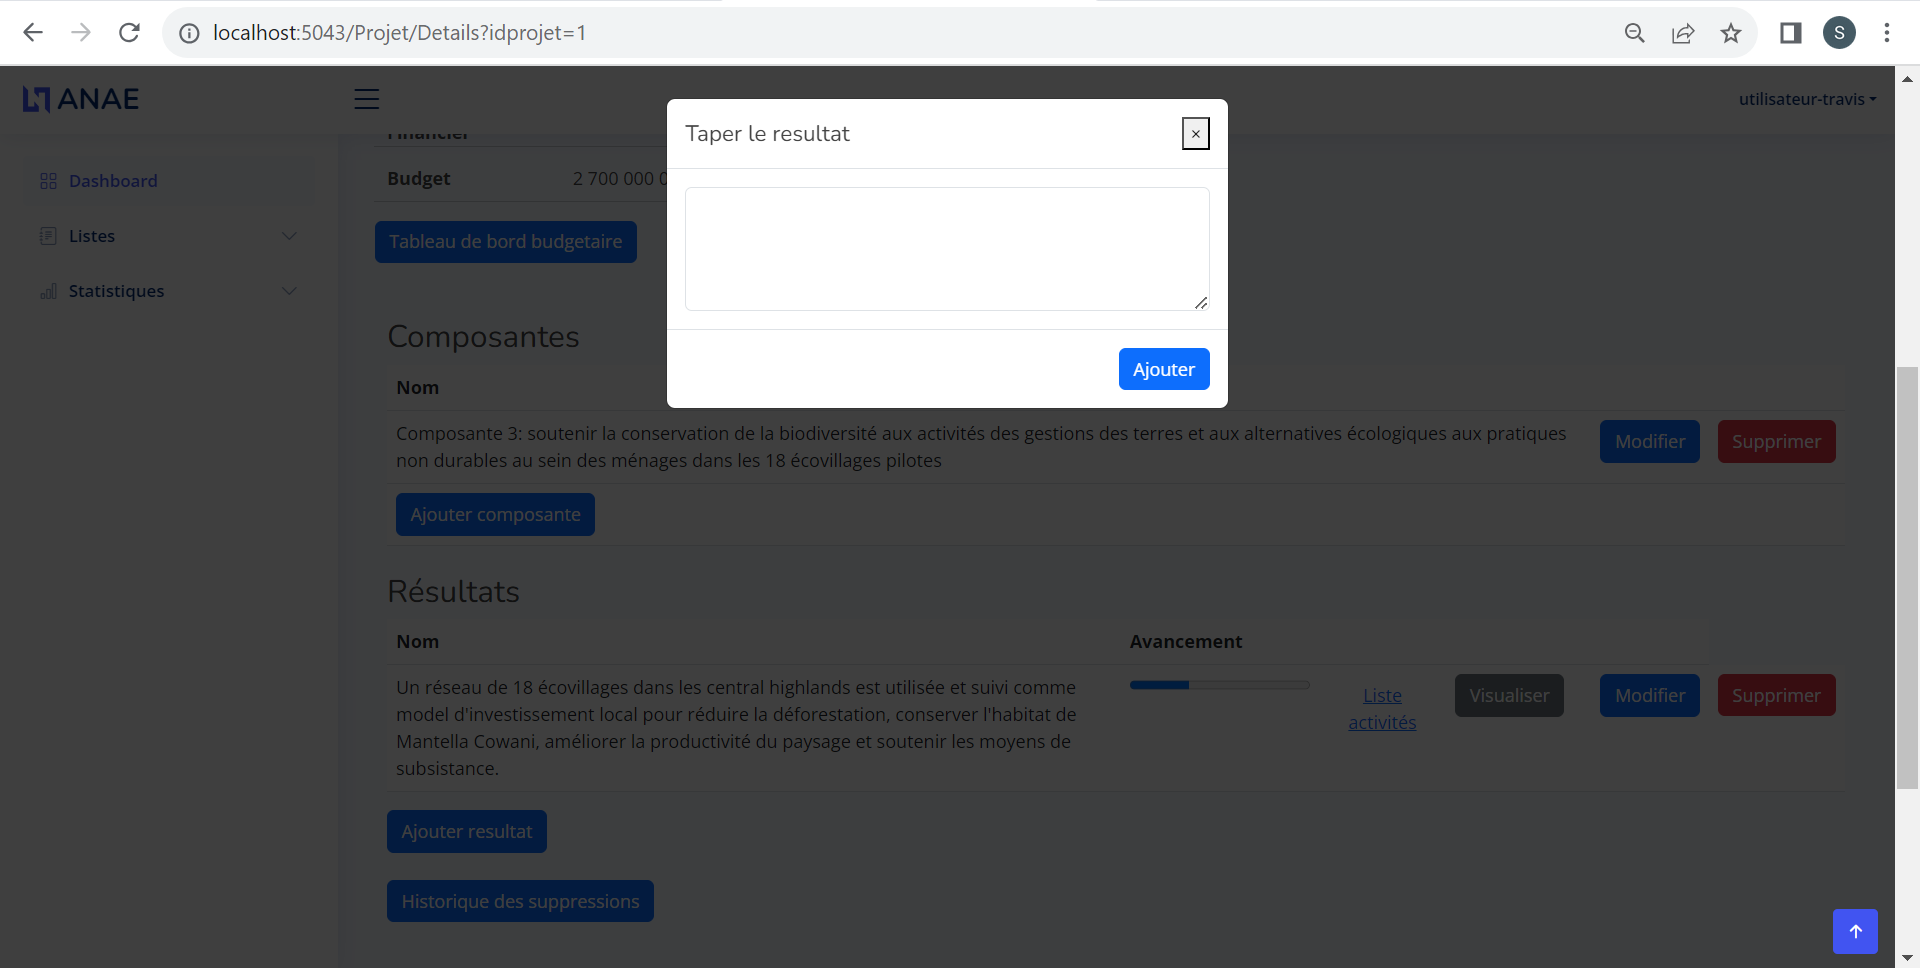 localhost:5043/Projet/Details?idprojet=1
S
ANAE
utilisateur-travis
Taper le resultat
×
Dashboard
Listes
Statistiques
Financier
Budget 2 700 000
Tableau de bord budgetaire
Ajouter
Composantes
Nom
Composante 3: soutenir la conservation de la biodiversité aux activités des gestions des terres et aux alternatives écologiques aux pratiques
non durables au sein des ménages dans les 18 écovillages pilotes
Modifier
Supprimer
Ajouter composante
Résultats
Nom Avancement
Un réseau de 18 écovillages dans les central highlands est utilisée et suivi comme
model d'investissement local pour réduire la déforestation, conserver l'habitat de
Mantella Cowani, améliorer la productivité du paysage et soutenir les moyens de
subsistance.
Liste
activités
Visualiser
Modifier
Supprimer
Ajouter resultat
Historique des suppressions